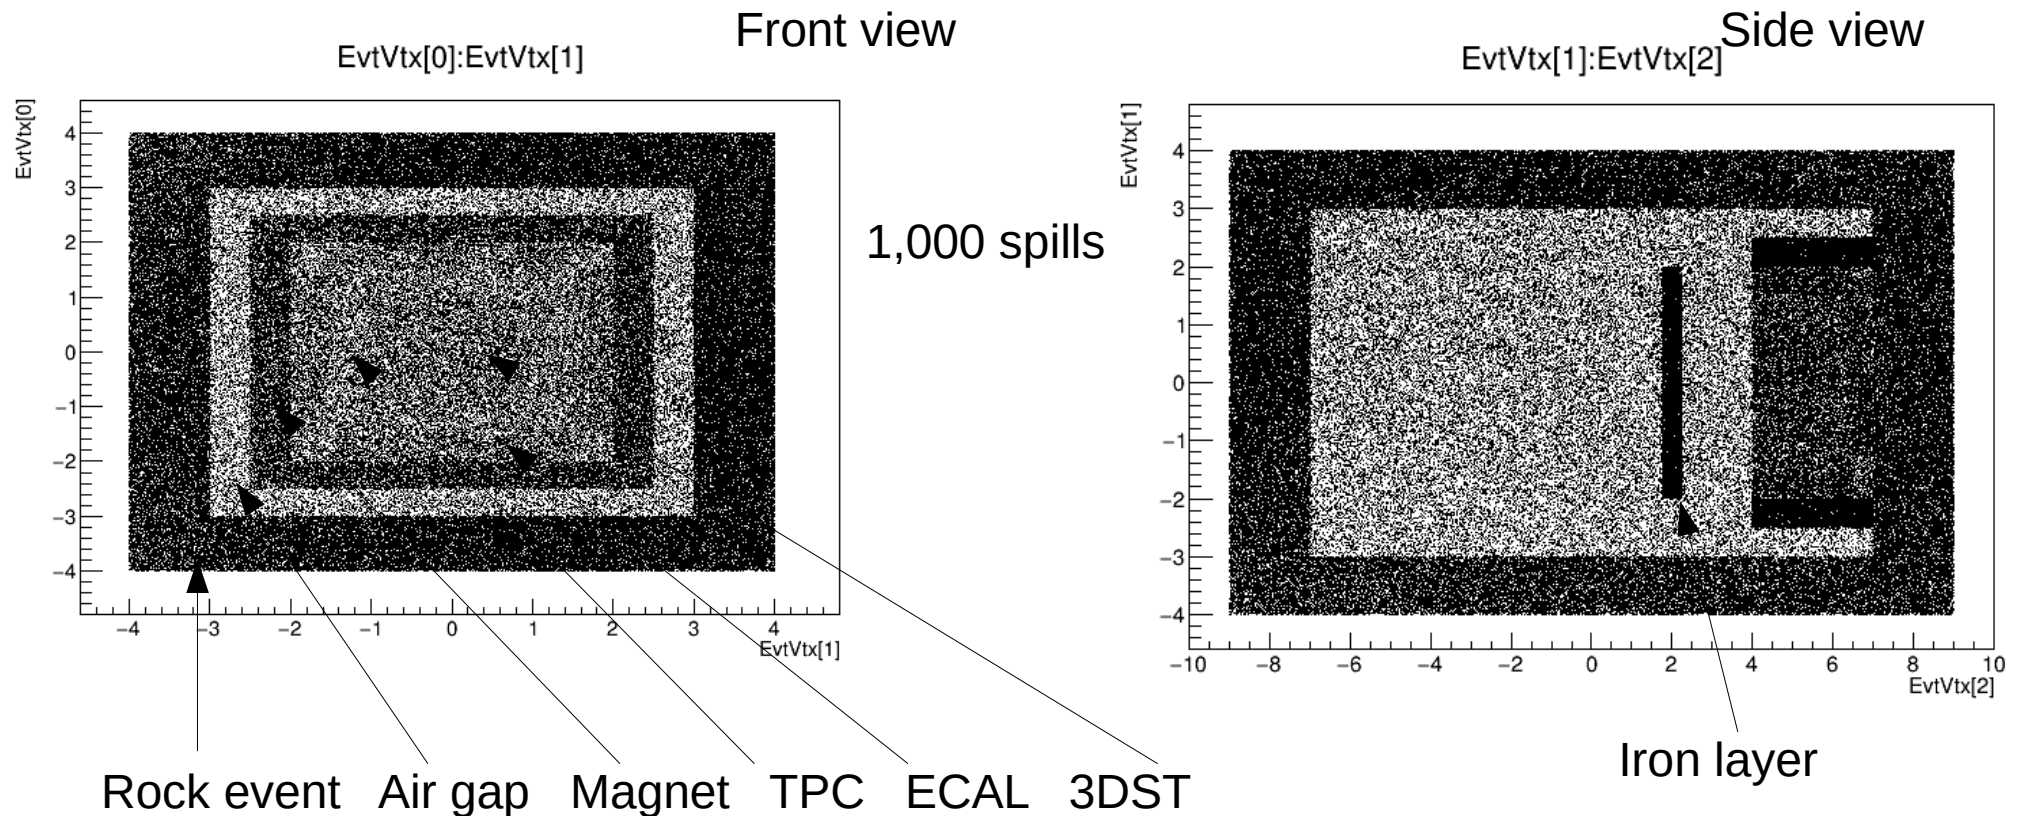 Front view
EvtVtx[0]:EvtVtx[1]
EvtVtx[0]
4
3
2
1
0
−1
−2
−3
−4
−4 −3 −2 −1 0 1 2 3 4
EvtVtx[1]
1,000 spills
Side view
EvtVtx[1]:EvtVtx[2]
EvtVtx[1]
4
3
2
1
0
−1
−2
−3
−4
−10 −8 −6 −4 −2 0 2 4 6 8 10
EvtVtx[2]
Rock event Air gap Magnet TPC ECAL 3DST
Iron layer